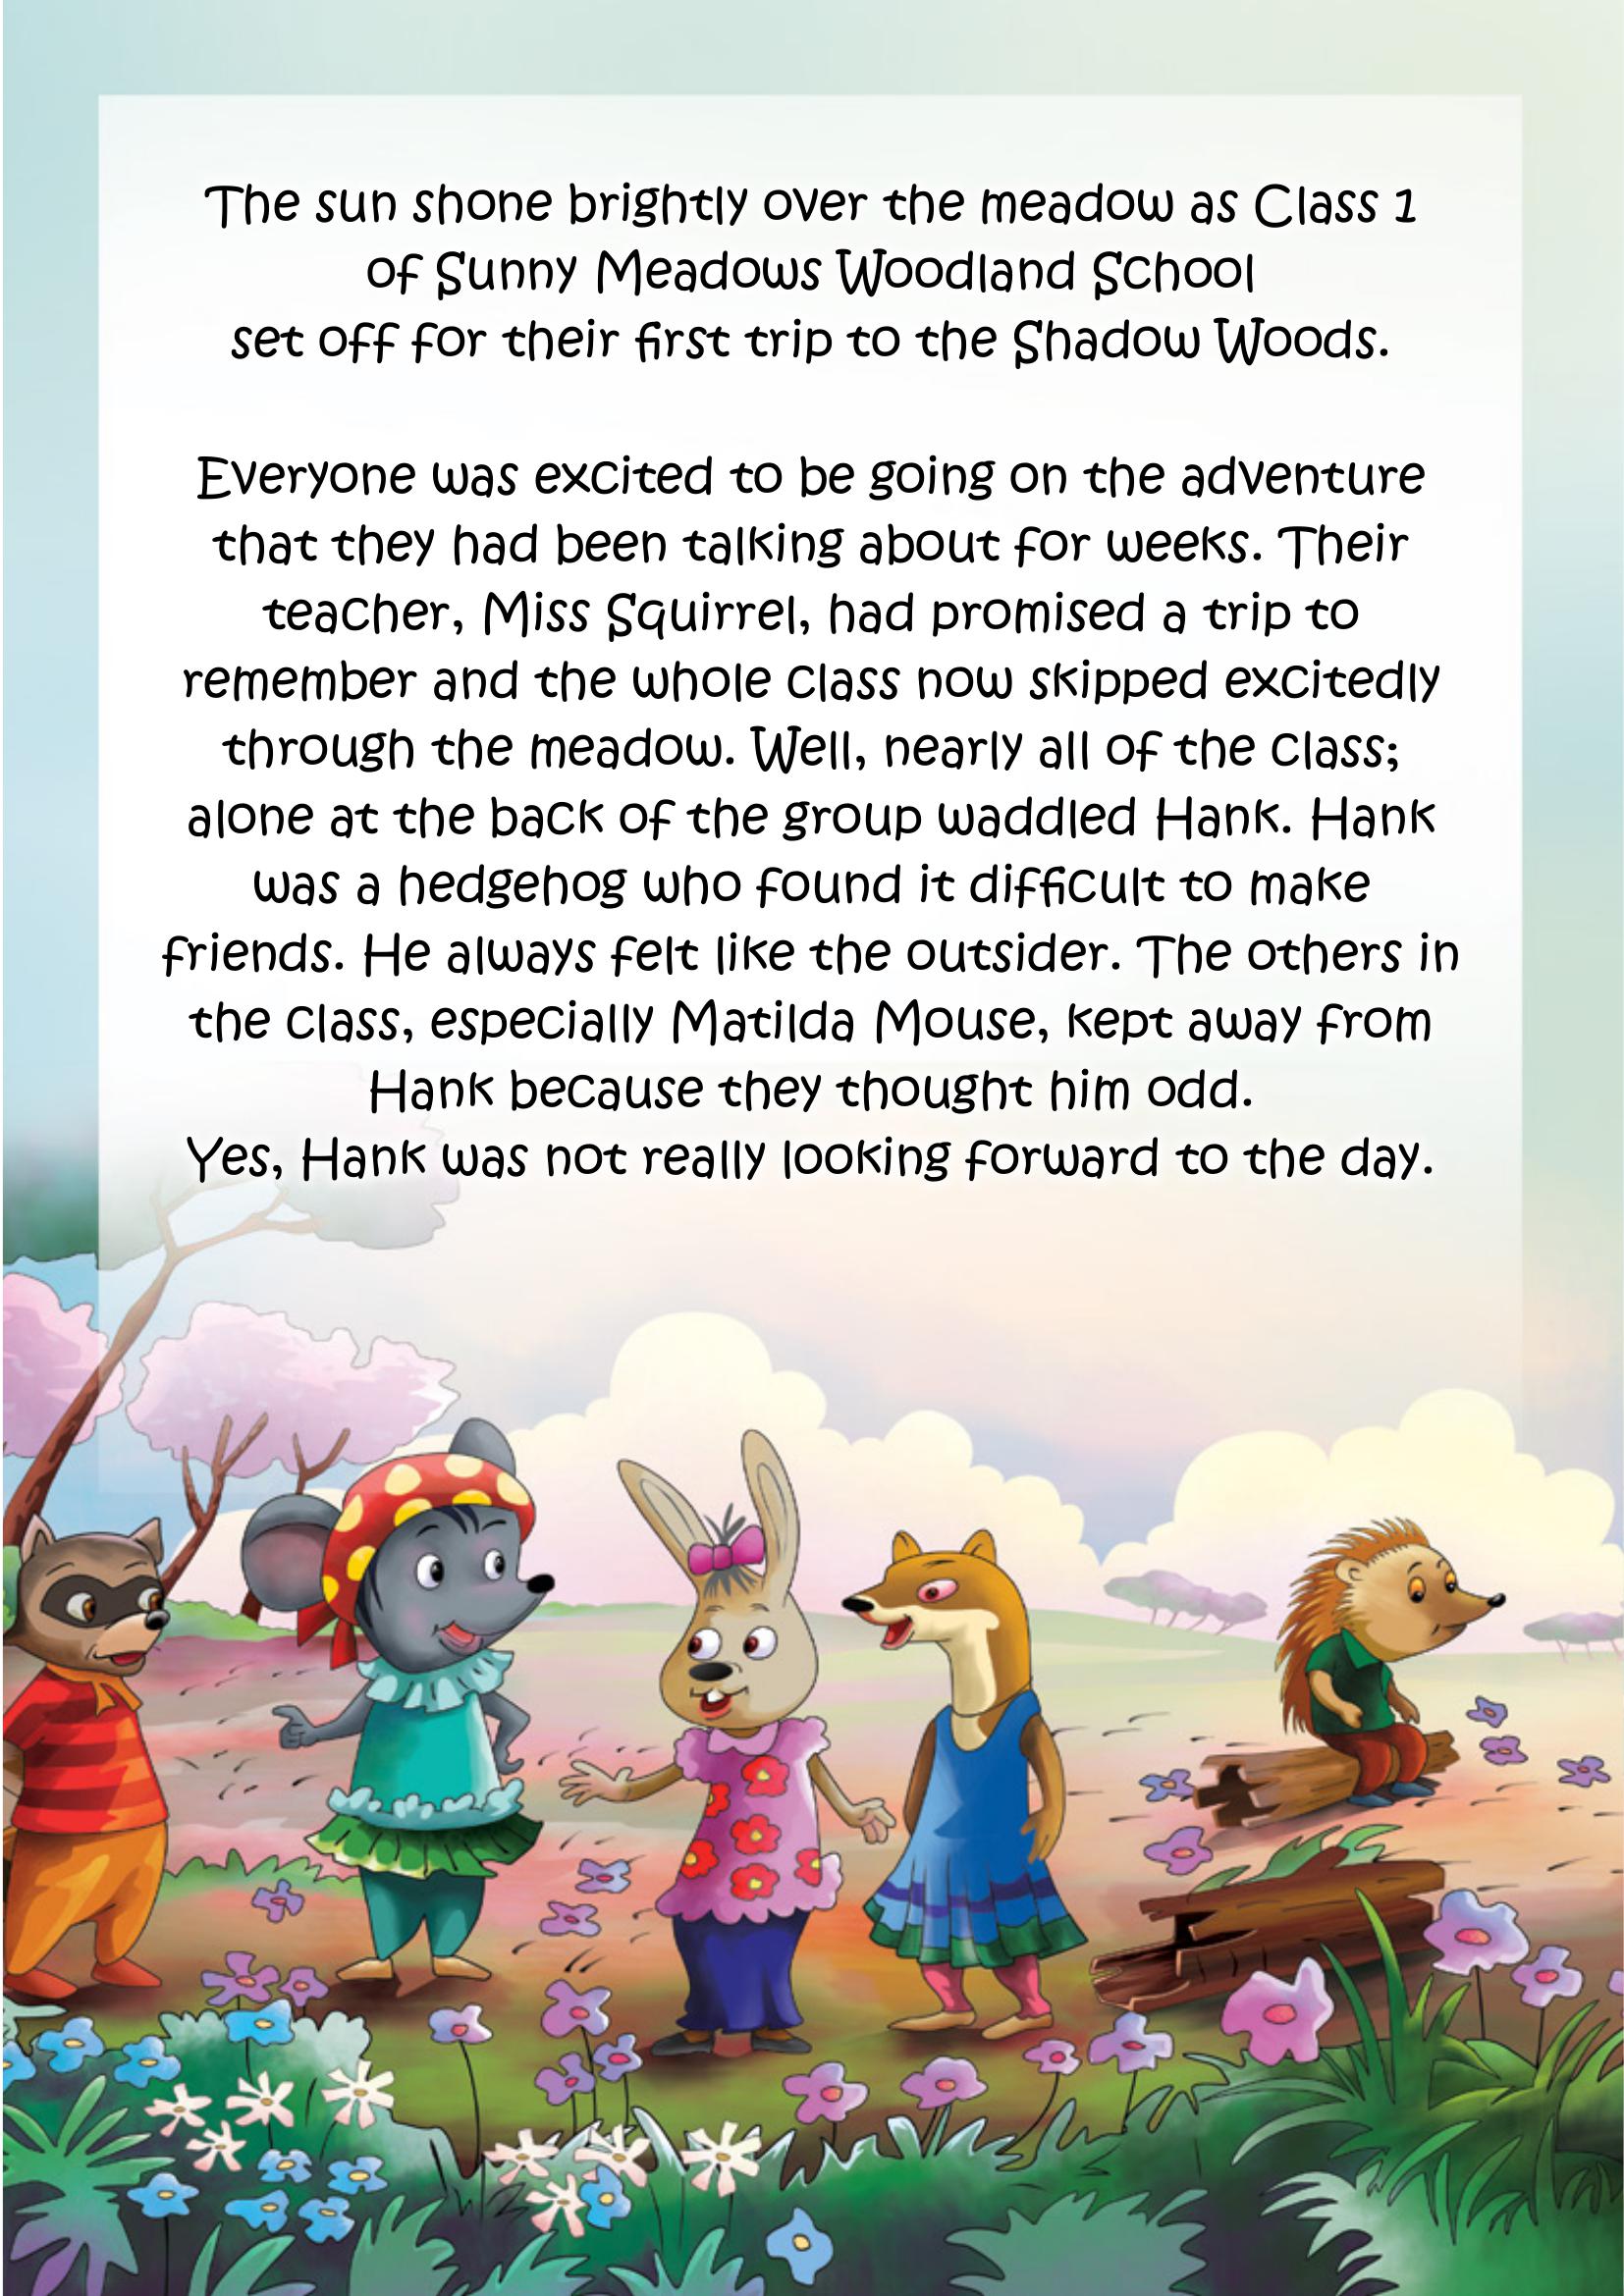 The sun shone brightly over the meadow as Class 1
of Sunny Meadows Woodland School
set off for their first trip to the Shadow Woods.
Everyone was excited to be going on the adventure
that they had been talking about for weeks. Their
teacher, Miss Squirrel, had promised a trip to
remember and the whole class now skipped excitedly
through the meadow. Well, nearly all of the class;
alone at the back of the group waddled Hank. Hank
was a hedgehog who found it difficult to make
friends. He always felt like the outsider. The others in
the class, especially Matilda Mouse, kept away from
Hank because they thought him odd.
Yes, Hank was not really looking forward to the day.